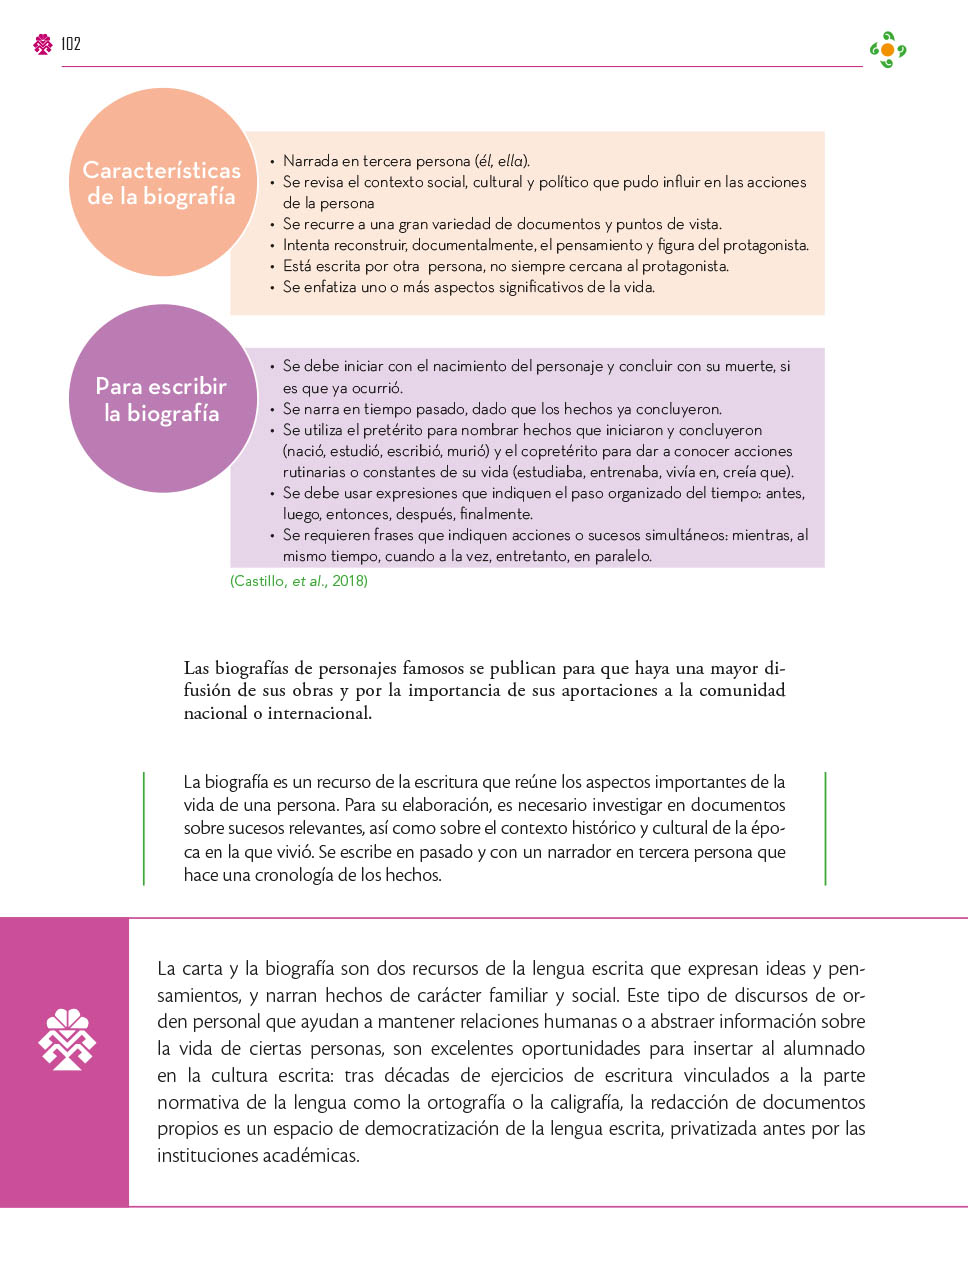 102
Características
de la biografía
• Narrada en tercera persona (él, ella).
• Se revisa el contexto social, cultural y político que pudo influir en las acciones
de la persona
• Se recurre a una gran variedad de documentos y puntos de vista.
• Intenta reconstruir, documentalmente, el pensamiento y figura del protagonista.
• Está escrita por otra persona, no siempre cercana al protagonista.
• Se enfatiza uno o más aspectos significativos de la vida.
Para escribir
la biografía
• Se debe iniciar con el nacimiento del personaje y concluir con su muerte, si
es que ya ocurrió.
• Se narra en tiempo pasado, dado que los hechos ya concluyeron.
• Se utiliza el pretérito para nombrar hechos que iniciaron y concluyeron
(nació, estudió, escribió, murió) y el copretérito para dar a conocer acciones
rutinarias o constantes de su vida (estudiaba, entrenaba, vivía en, creía que).
• Se debe usar expresiones que indiquen el paso organizado del tiempo: antes,
luego, entonces, después, finalmente.
• Se requieren frases que indiquen acciones o sucesos simultáneos: mientras, al
mismo tiempo, cuando a la vez, entretanto, en paralelo.
(Castillo, et al., 2018)
Las biografías de personajes famosos se publican para que haya una mayor di-
fusión de sus obras y por la importancia de sus aportaciones a la comunidad
nacional o internacional.
La biografía es un recurso de la escritura que reúne los aspectos importantes de la
vida de una persona. Para su elaboración, es necesario investigar en documentos
sobre sucesos relevantes, así como sobre el contexto histórico y cultural de la épo-
ca en la que vivió. Se escribe en pasado y con un narrador en tercera persona que
hace una cronología de los hechos.
La carta y la biografía son dos recursos de la lengua escrita que expresan ideas y pen-
samientos, y narran hechos de carácter familiar y social. Este tipo de discursos de or-
den personal que ayudan a mantener relaciones humanas o a abstraer información sobre
la vida de ciertas personas, son excelentes oportunidades para insertar al alumnado
en la cultura escrita: tras décadas de ejercicios de escritura vinculados a la parte
normativa de la lengua como la ortografía o la caligrafía, la redacción de documentos
propios es un espacio de democratización de la lengua escrita, privatizada antes por las
instituciones académicas.